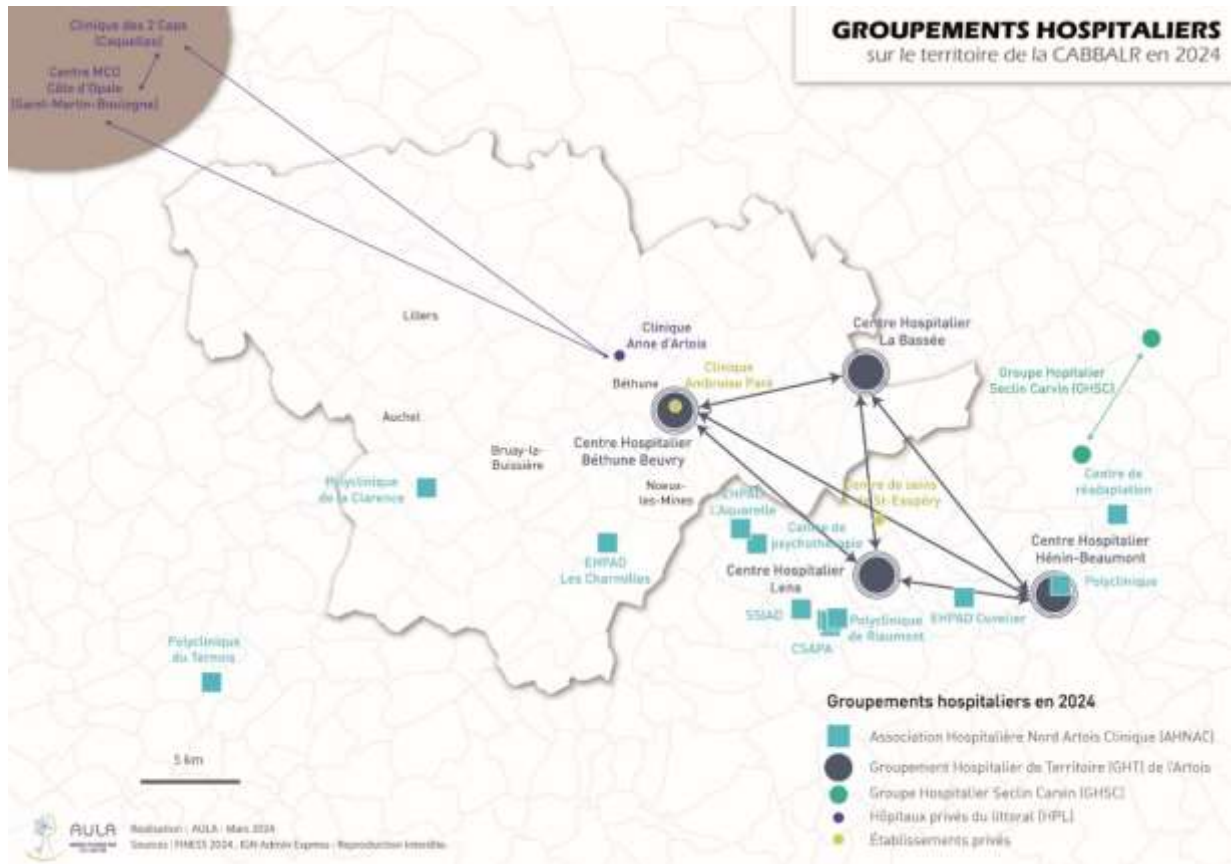 GROUPEMENTS HOSPITALIERS
sur le territoire de la CABBALR en 2024
Clinique des 2 Caps
(Coquelles)
Centre MCO
Côte d'Opale
(Saint-Martin-Boulogne)
Lillers
Clinique
Anne d'Artois
Centre Hospitalier
La Bassée
Béthune
Clinique
Ambroise Paré
Groupe Hopitalier
Seclin Carvin (GHSC)
Auchel
Centre Hospitalier
Béthune Beuvry
Bruay-la-
Buissière
Polyclinique
de la Clarence
Noeux-
les-Mines
EHPAD
L'Aquarelle
Centre de soins
St-Exupéry
Centre de
réadaptation
Centre de
psychothérapie
Centre Hospitalier
Hénin-Beaumont
EHPAD
Les Charmilles
Centre Hospitalier
Lens
Polyclinique
SSIAD
Polyclinique
de Riaumont
EHPAD Cuvelier
CSAPA
Polyclinique
du Ternois
5 km
Groupements hospitaliers en 2024
Association Hospitalière Nord Artois Clinique (AHNAC)
Groupement Hospitalier de Territoire (GHT) de l'Artois
Groupe Hospitalier Seclin Carvin (GHSC)
Hôpitaux privés du littoral (HPL)
Établissements privés
AULA
Réalisation : AULA - Mars 2024
Sources : FINESS 2024, IGN Admin Express - Reproduction interdite